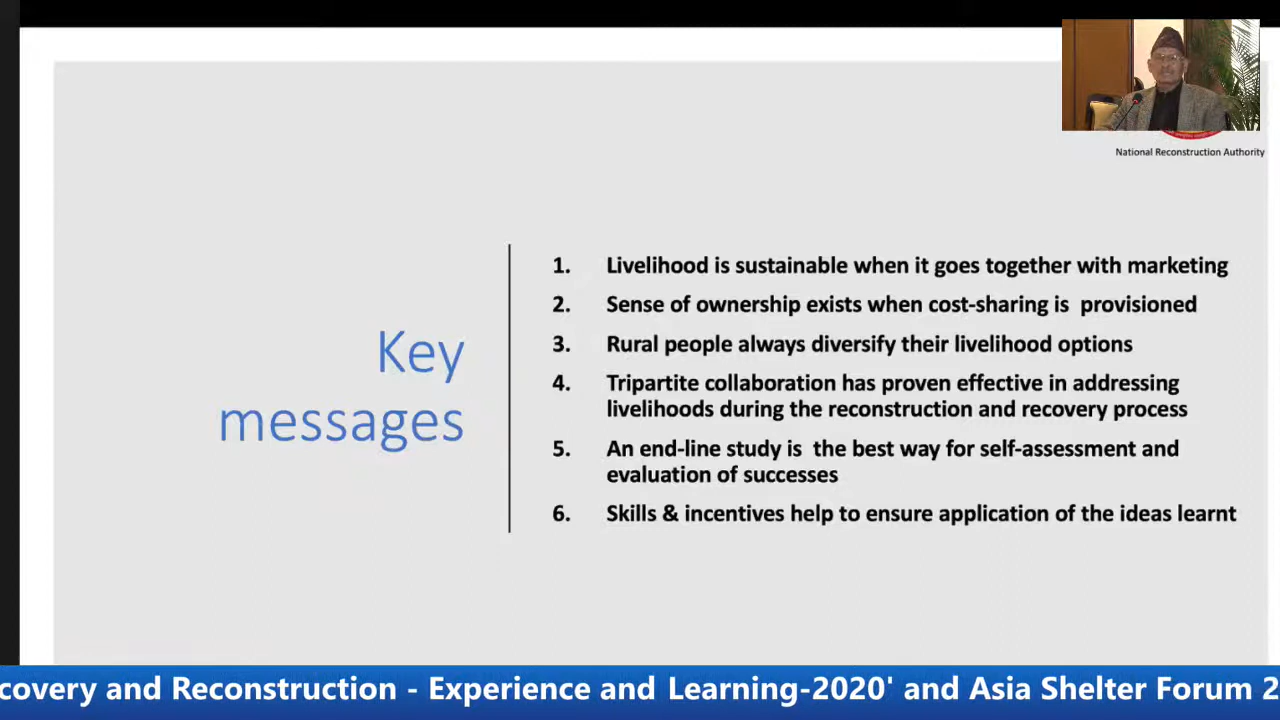 National Reconstruction Authority
Key
messages
1. Livelihood is sustainable when it goes together with marketing
2. Sense of ownership exists when cost-sharing is provisioned
3. Rural people always diversify their livelihood options
4. Tripartite collaboration has proven effective in addressing
livelihoods during the reconstruction and recovery process
5. An end-line study is the best way for self-assessment and
evaluation of successes
6. Skills & incentives help to ensure application of the ideas learnt
covery and Reconstruction - Experience and Learning-2020' and Asia Shelter Forum 2